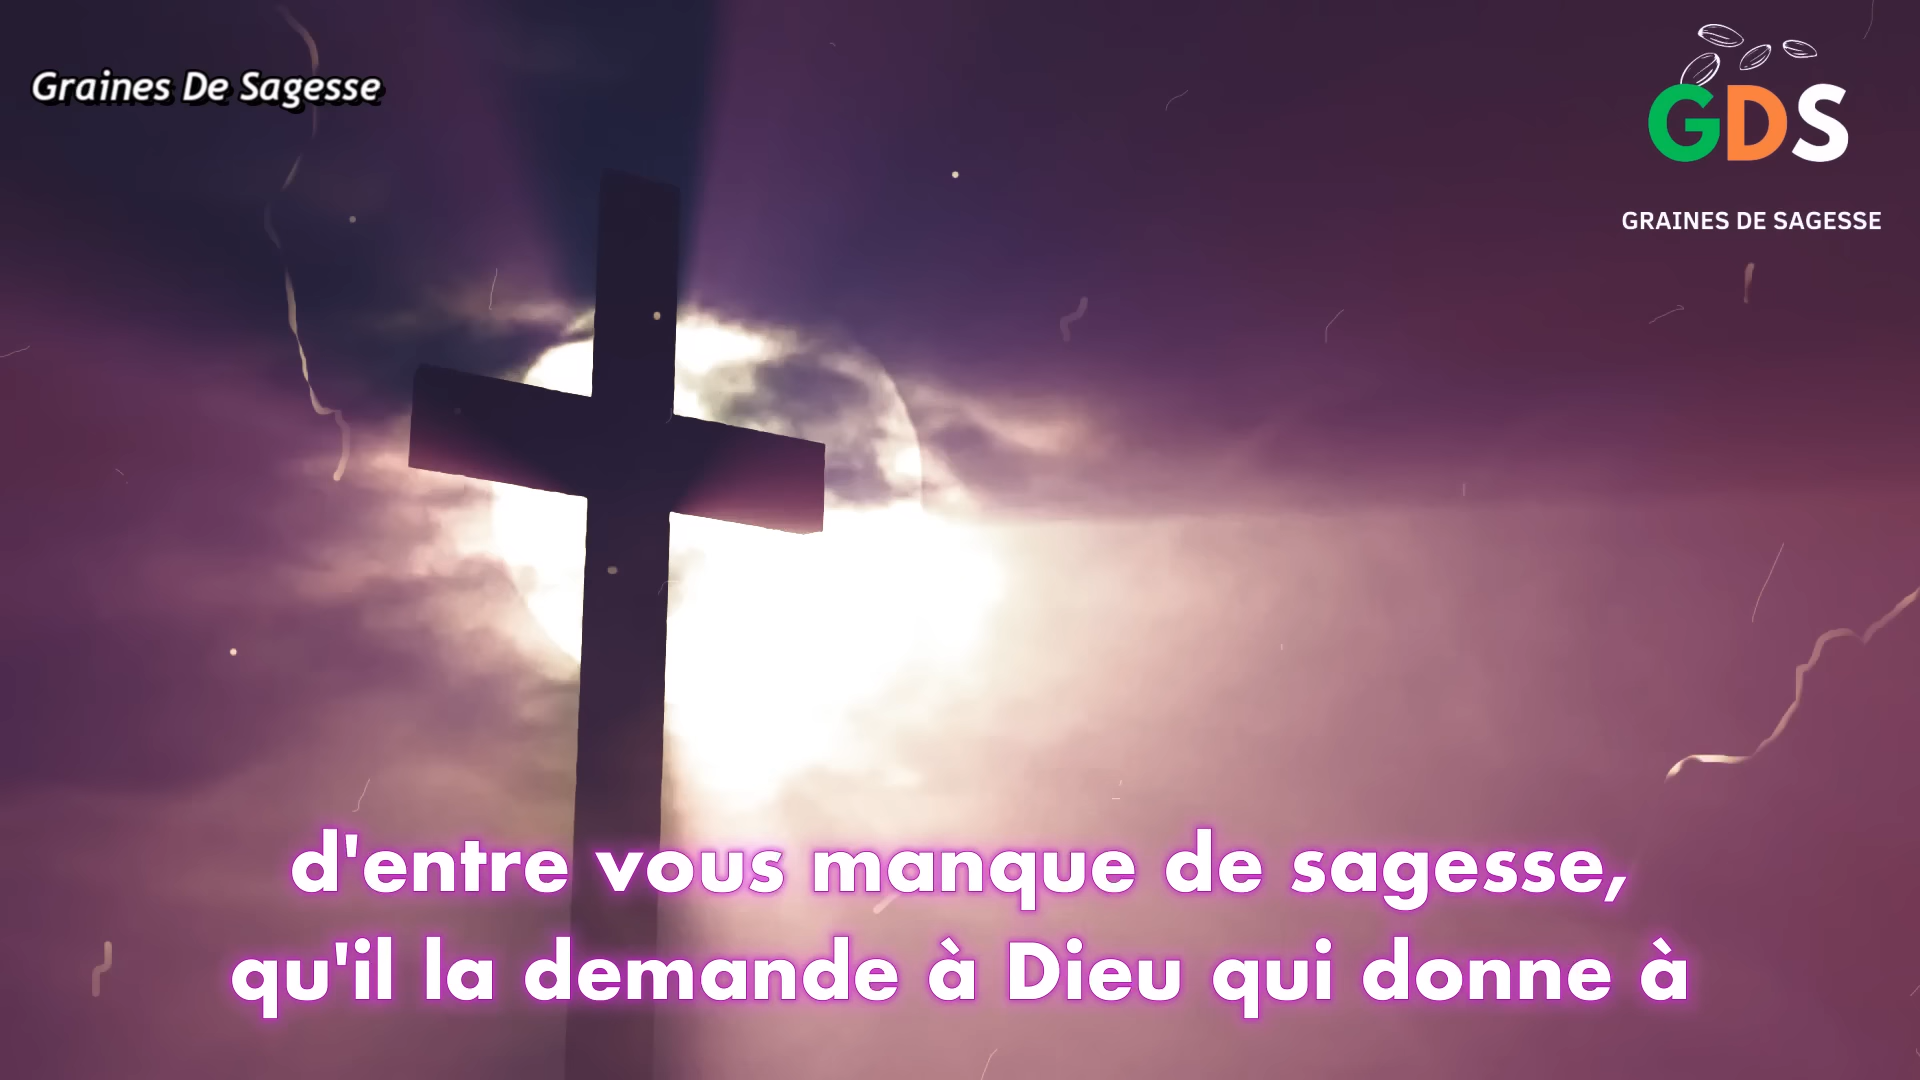 Graines De Sagesse
GDS
GRAINES DE SAGESSE
d'entre vous manque de sagesse,
qu'il la demande à Dieu qui donne à